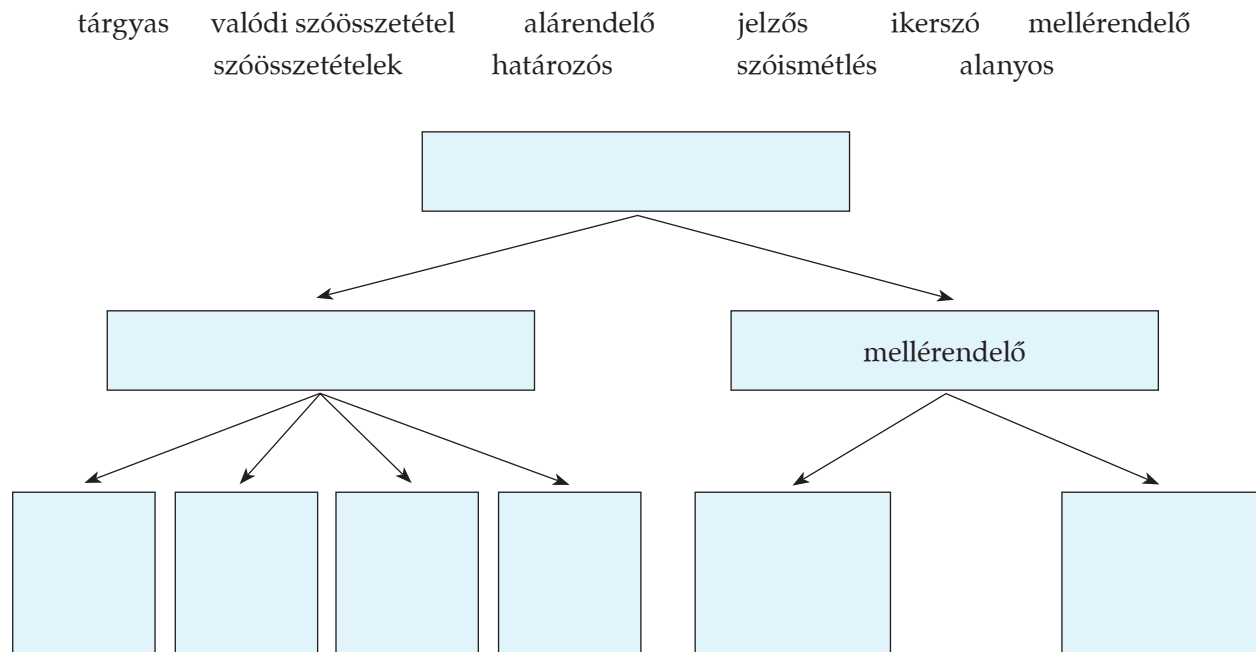 tárgyas valódi szóösszetétel alárendelő jelzős ikerszó mellérendelő
szóösszetételek határozós szóismétlés alanyos
mellérendelő